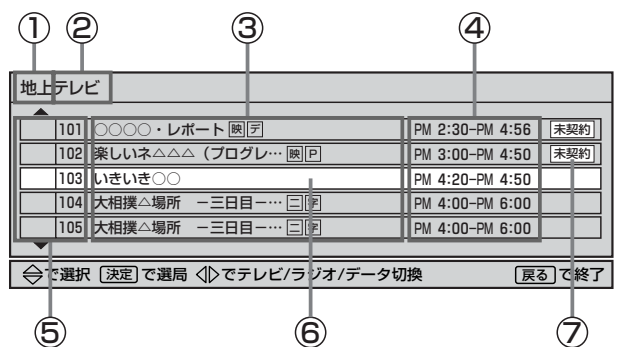 ① ② ③ ④
地上 テレビ
101 ○○○○・レポート 映 デ PM 2:30-PM 4:56 未契約
102 楽しいネ△△△(プログレ… 映 P PM 3:00-PM 4:50 未契約
103 いきいき○○ PM 4:20-PM 4:50
104 大相撲△場所 -三日目-… 二 字 PM 4:00-PM 6:00
105 大相撲△場所 -三日目-… 二 字 PM 4:00-PM 6:00
で選択 決定 で選局 でテレビ/ラジオ/データ切換 戻る で終了
⑤ ⑥ ⑦